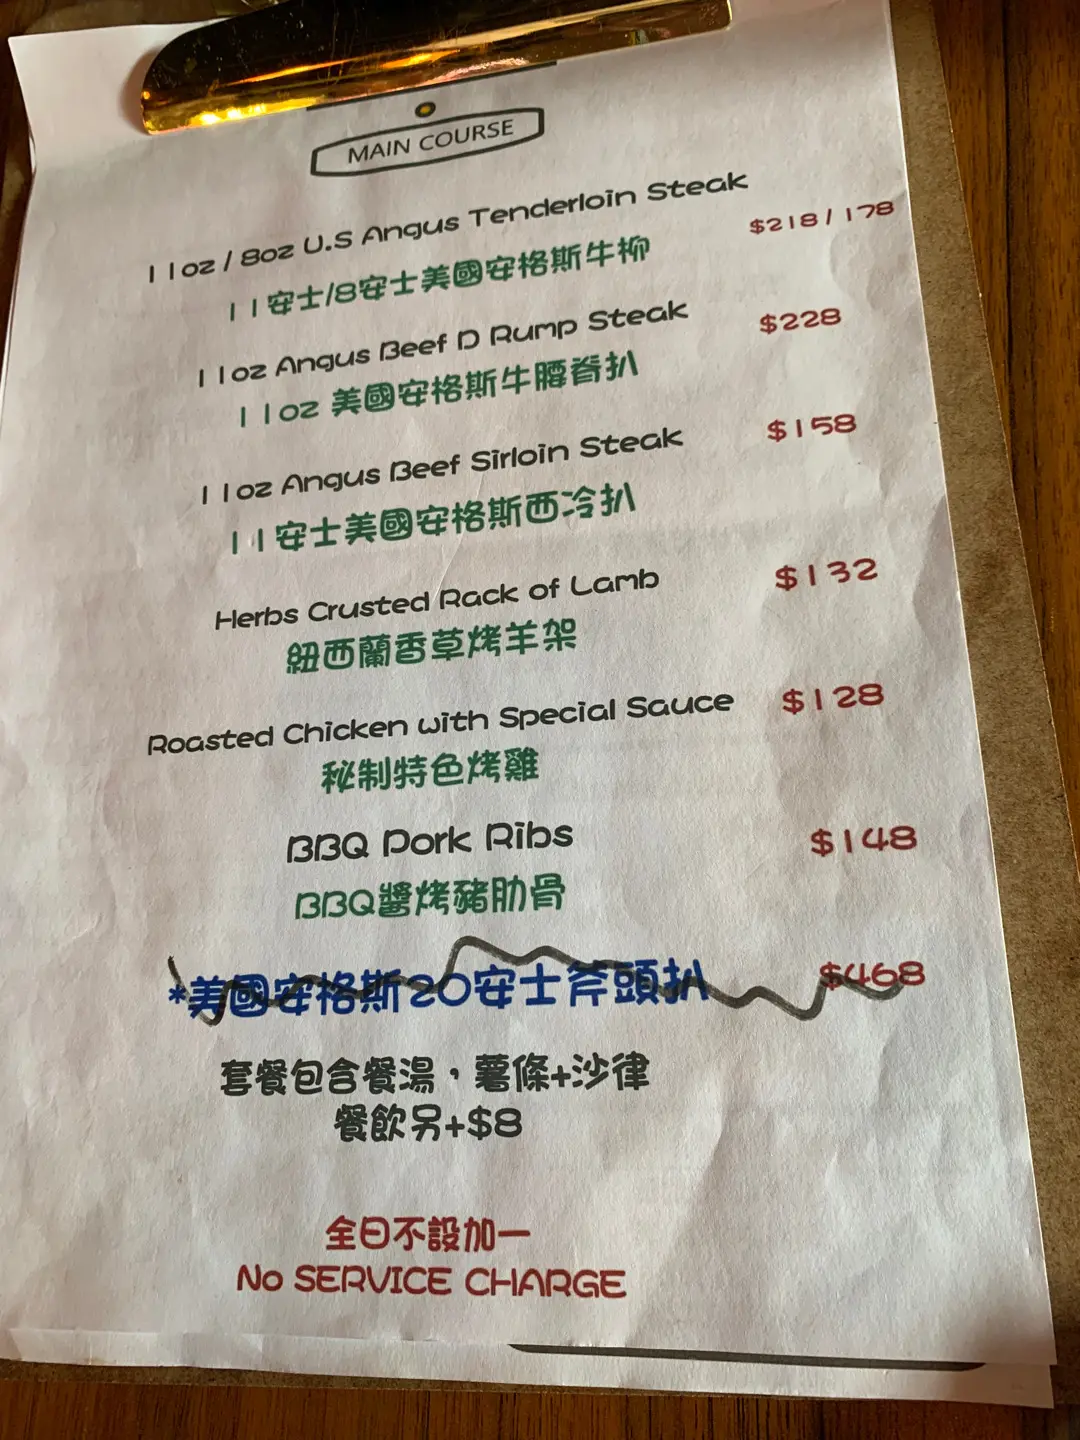 MAIN COURSE
11oz / 8oz U.S Angus Tenderloin Steak
$218 / 178
11安士/8安士美國安格斯牛柳
11oz Angus Beef D Rump Steak
$228
11oz 美國安格斯牛腰脊扒
11oz Angus Beef Sirloin Steak
$158
11安士美國安格斯西冷扒
Herbs Crusted Rack of Lamb
$132
紐西蘭香草烤羊架
Roasted Chicken with Special Sauce
$128
秘制特色烤雞
BBQ Pork Ribs
$148
BBQ醬烤豬肋骨
*美國安格斯20安士斧頭扒
$468
套餐包含餐湯，薯條+沙律
餐飲另+$8
全日不設加一
No SERVICE CHARGE